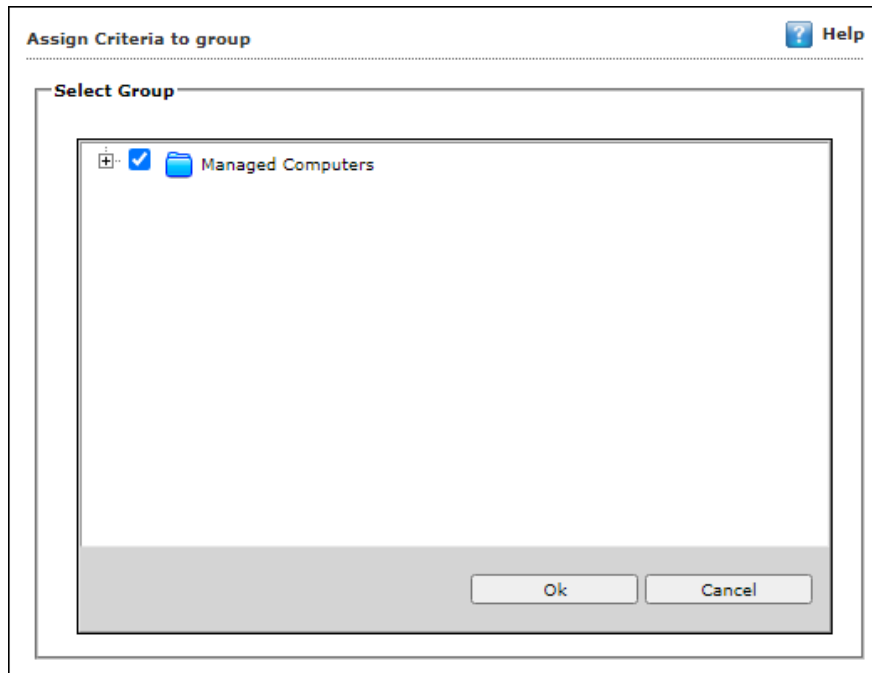 Assign Criteria to group
? Help
Select Group
Managed Computers
Ok
Cancel